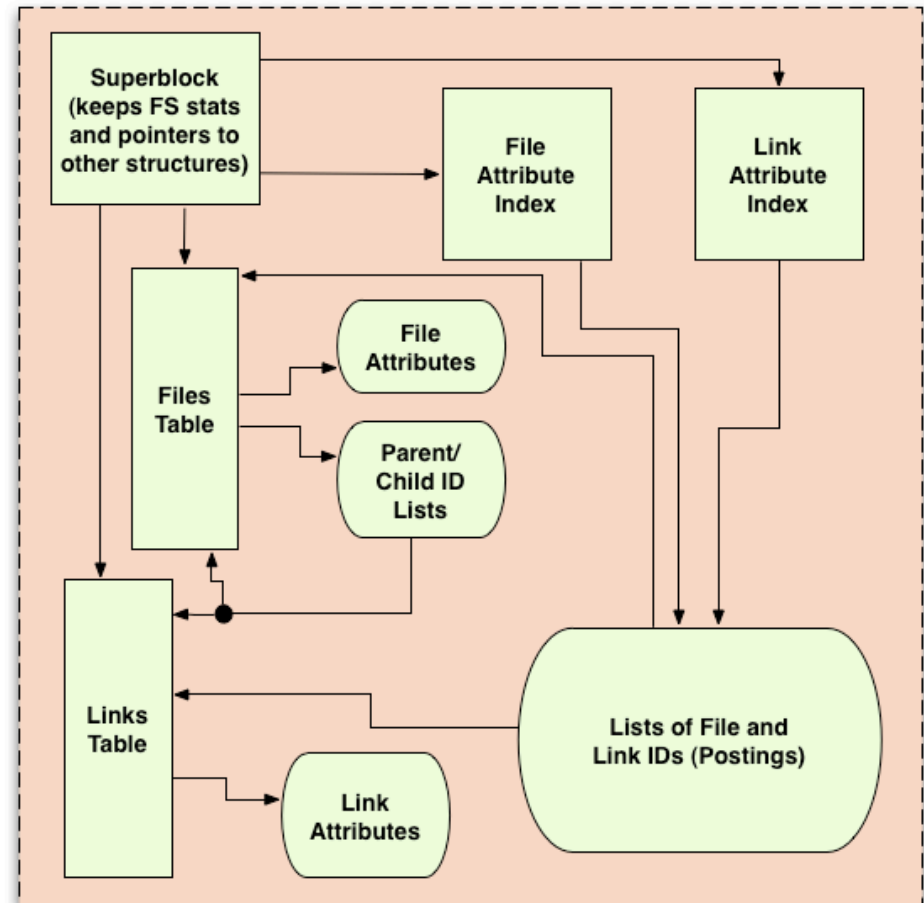 Superblock
(keeps FS stats
and pointers to
other structures)
File
Attribute
Index
Link
Attribute
Index
Files
Table
File
Attributes
Parent/
Child ID
Lists
Links
Table
Lists of File and
Link IDs (Postings)
Link
Attributes